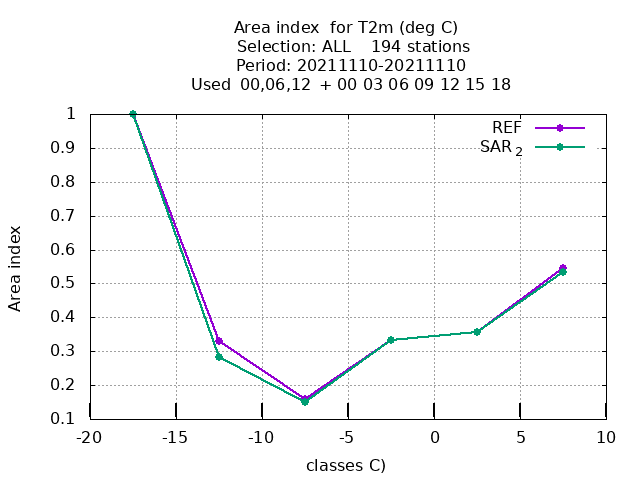 Area index  for T2m (deg C)
Selection: ALL    194 stations
Period: 20211110-20211110
Used  00,06,12  + 00 03 06 09 12 15 18
REF
SAR 2
1
0.9
0.8
0.7
0.6
0.5
0.4
0.3
0.2
0.1
Area index
-20 -15 -10 -5 0 5 10
classes C)